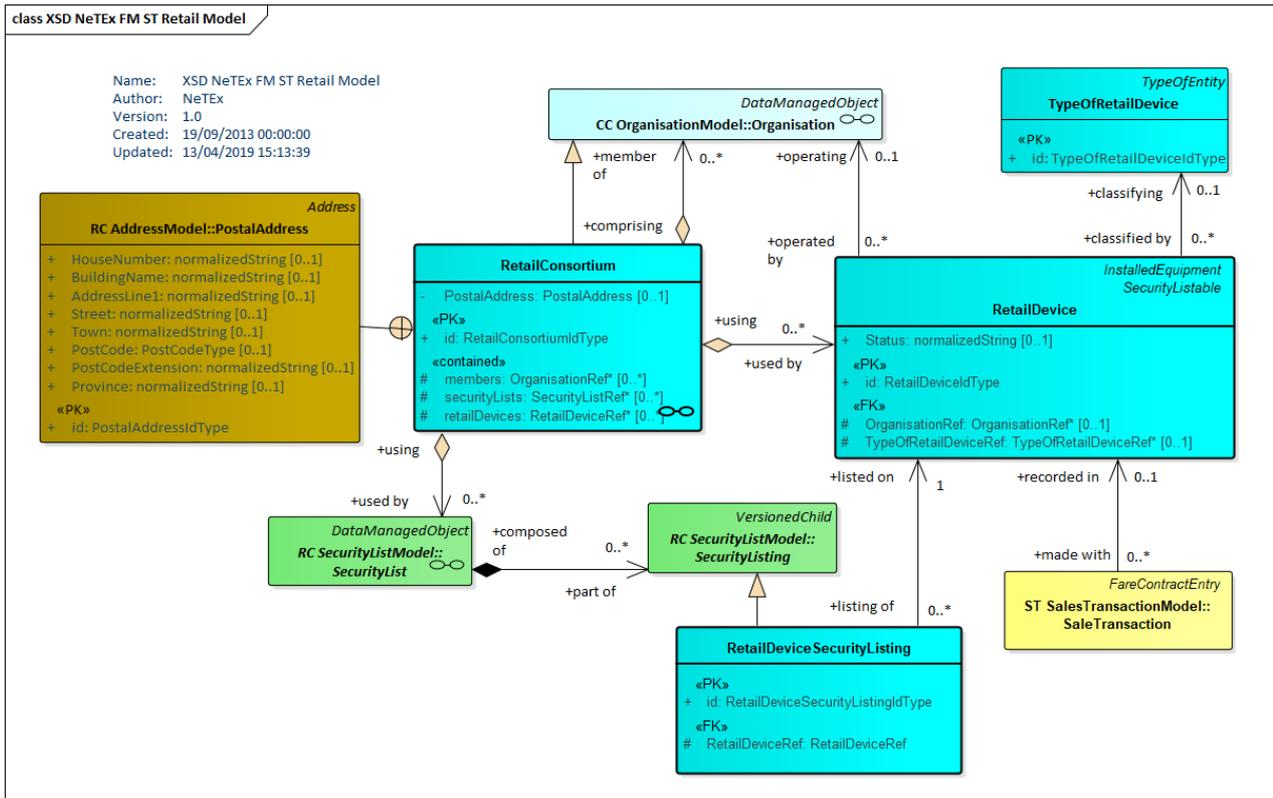 class XSD NeTEx FM ST Retail Model
Name: XSD NeTEx FM ST Retail Model
Author: NeTEx
Version: 1.0
Created: 19/09/2013 00:00:00
Updated: 13/04/2019 15:13:39
DataManagedObject
CC OrganisationModel::Organisation
TypeOfEntity
TypeOfRetailDevice
«PK»
+ id: TypeOfRetailDeviceIdType
+member
of
0..*
+operating
0..1
+comprising
+operated
by
0..*
+classifying
0..1
+classified by
0..*
Address
RC AddressModel::PostalAddress
+ HouseNumber: normalizedString [0..1]
+ BuildingName: normalizedString [0..1]
+ AddressLine1: normalizedString [0..1]
+ Street: normalizedString [0..1]
+ Town: normalizedString [0..1]
+ PostCode: PostCodeType [0..1]
+ PostCodeExtension: normalizedString [0..1]
+ Province: normalizedString [0..1]
«PK»
+ id: PostalAddressIdType
RetailConsortium
- PostalAddress: PostalAddress [0..1]
«PK»
+ id: RetailConsortiumIdType
«contained»
# members: OrganisationRef* [0..*]
# securityLists: SecurityListRef* [0..*]
# retailDevices: RetailDeviceRef* [0..*]
+using
0..*
+used by
InstalledEquipment
SecurityListable
RetailDevice
+ Status: normalizedString [0..1]
«PK»
+ id: RetailDeviceIdType
«FK»
# OrganisationRef: OrganisationRef* [0..1]
# TypeOfRetailDeviceRef: TypeOfRetailDeviceRef* [0..1]
+using
+used by
0..*
+listed on
1
+recorded in
0..1
DataManagedObject
RC SecurityListModel::
SecurityList
+composed
of
0..*
+part of
VersionedChild
RC SecurityListModel::
SecurityListing
+made with
0..*
+listing of
0..*
FareContractEntry
ST SalesTransactionModel::
SaleTransaction
RetailDeviceSecurityListing
«PK»
+ id: RetailDeviceSecurityListingIdType
«FK»
# RetailDeviceRef: RetailDeviceRef